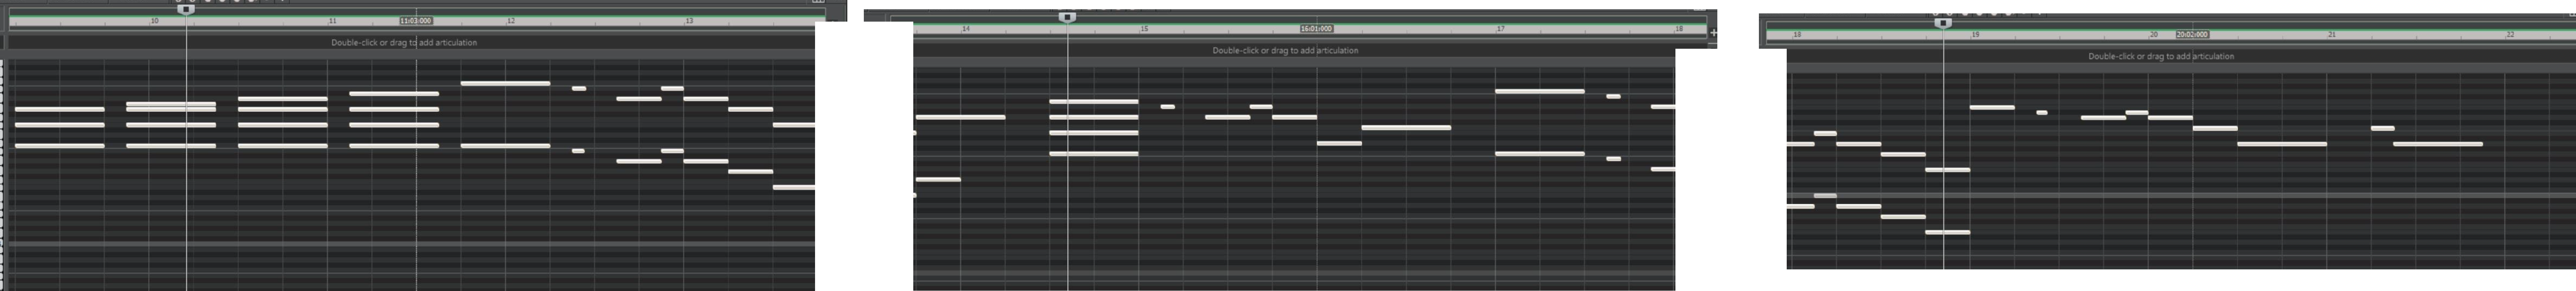 10 11 11:03:000 12 13
Double-click or drag to add articulation
14 15 16:01:000 17 18
Double-click or drag to add articulation
18 19 20 20:02:000 21 22
Double-click or drag to add articulation